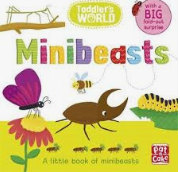 Toddler's
WORLD
With a
BIG
fold-out
surprise
Minibeasts
A little book of minibeasts
Pat
a
Cake